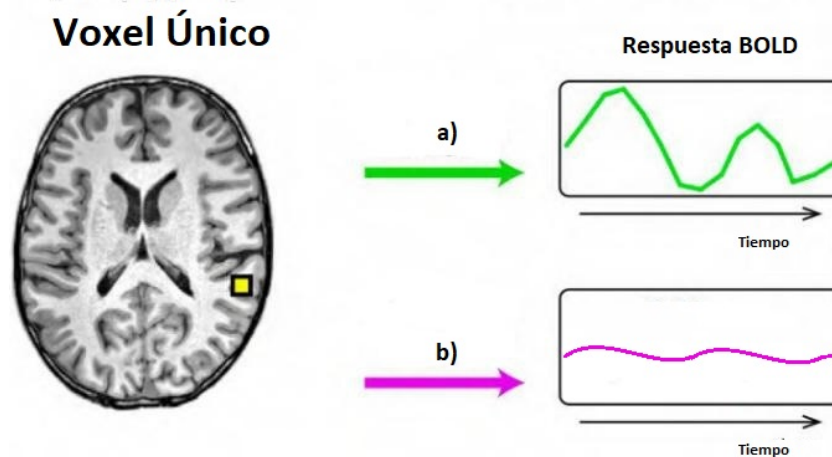 Voxel Único
Respuesta BOLD
a)
Tiempo
b)
Tiempo